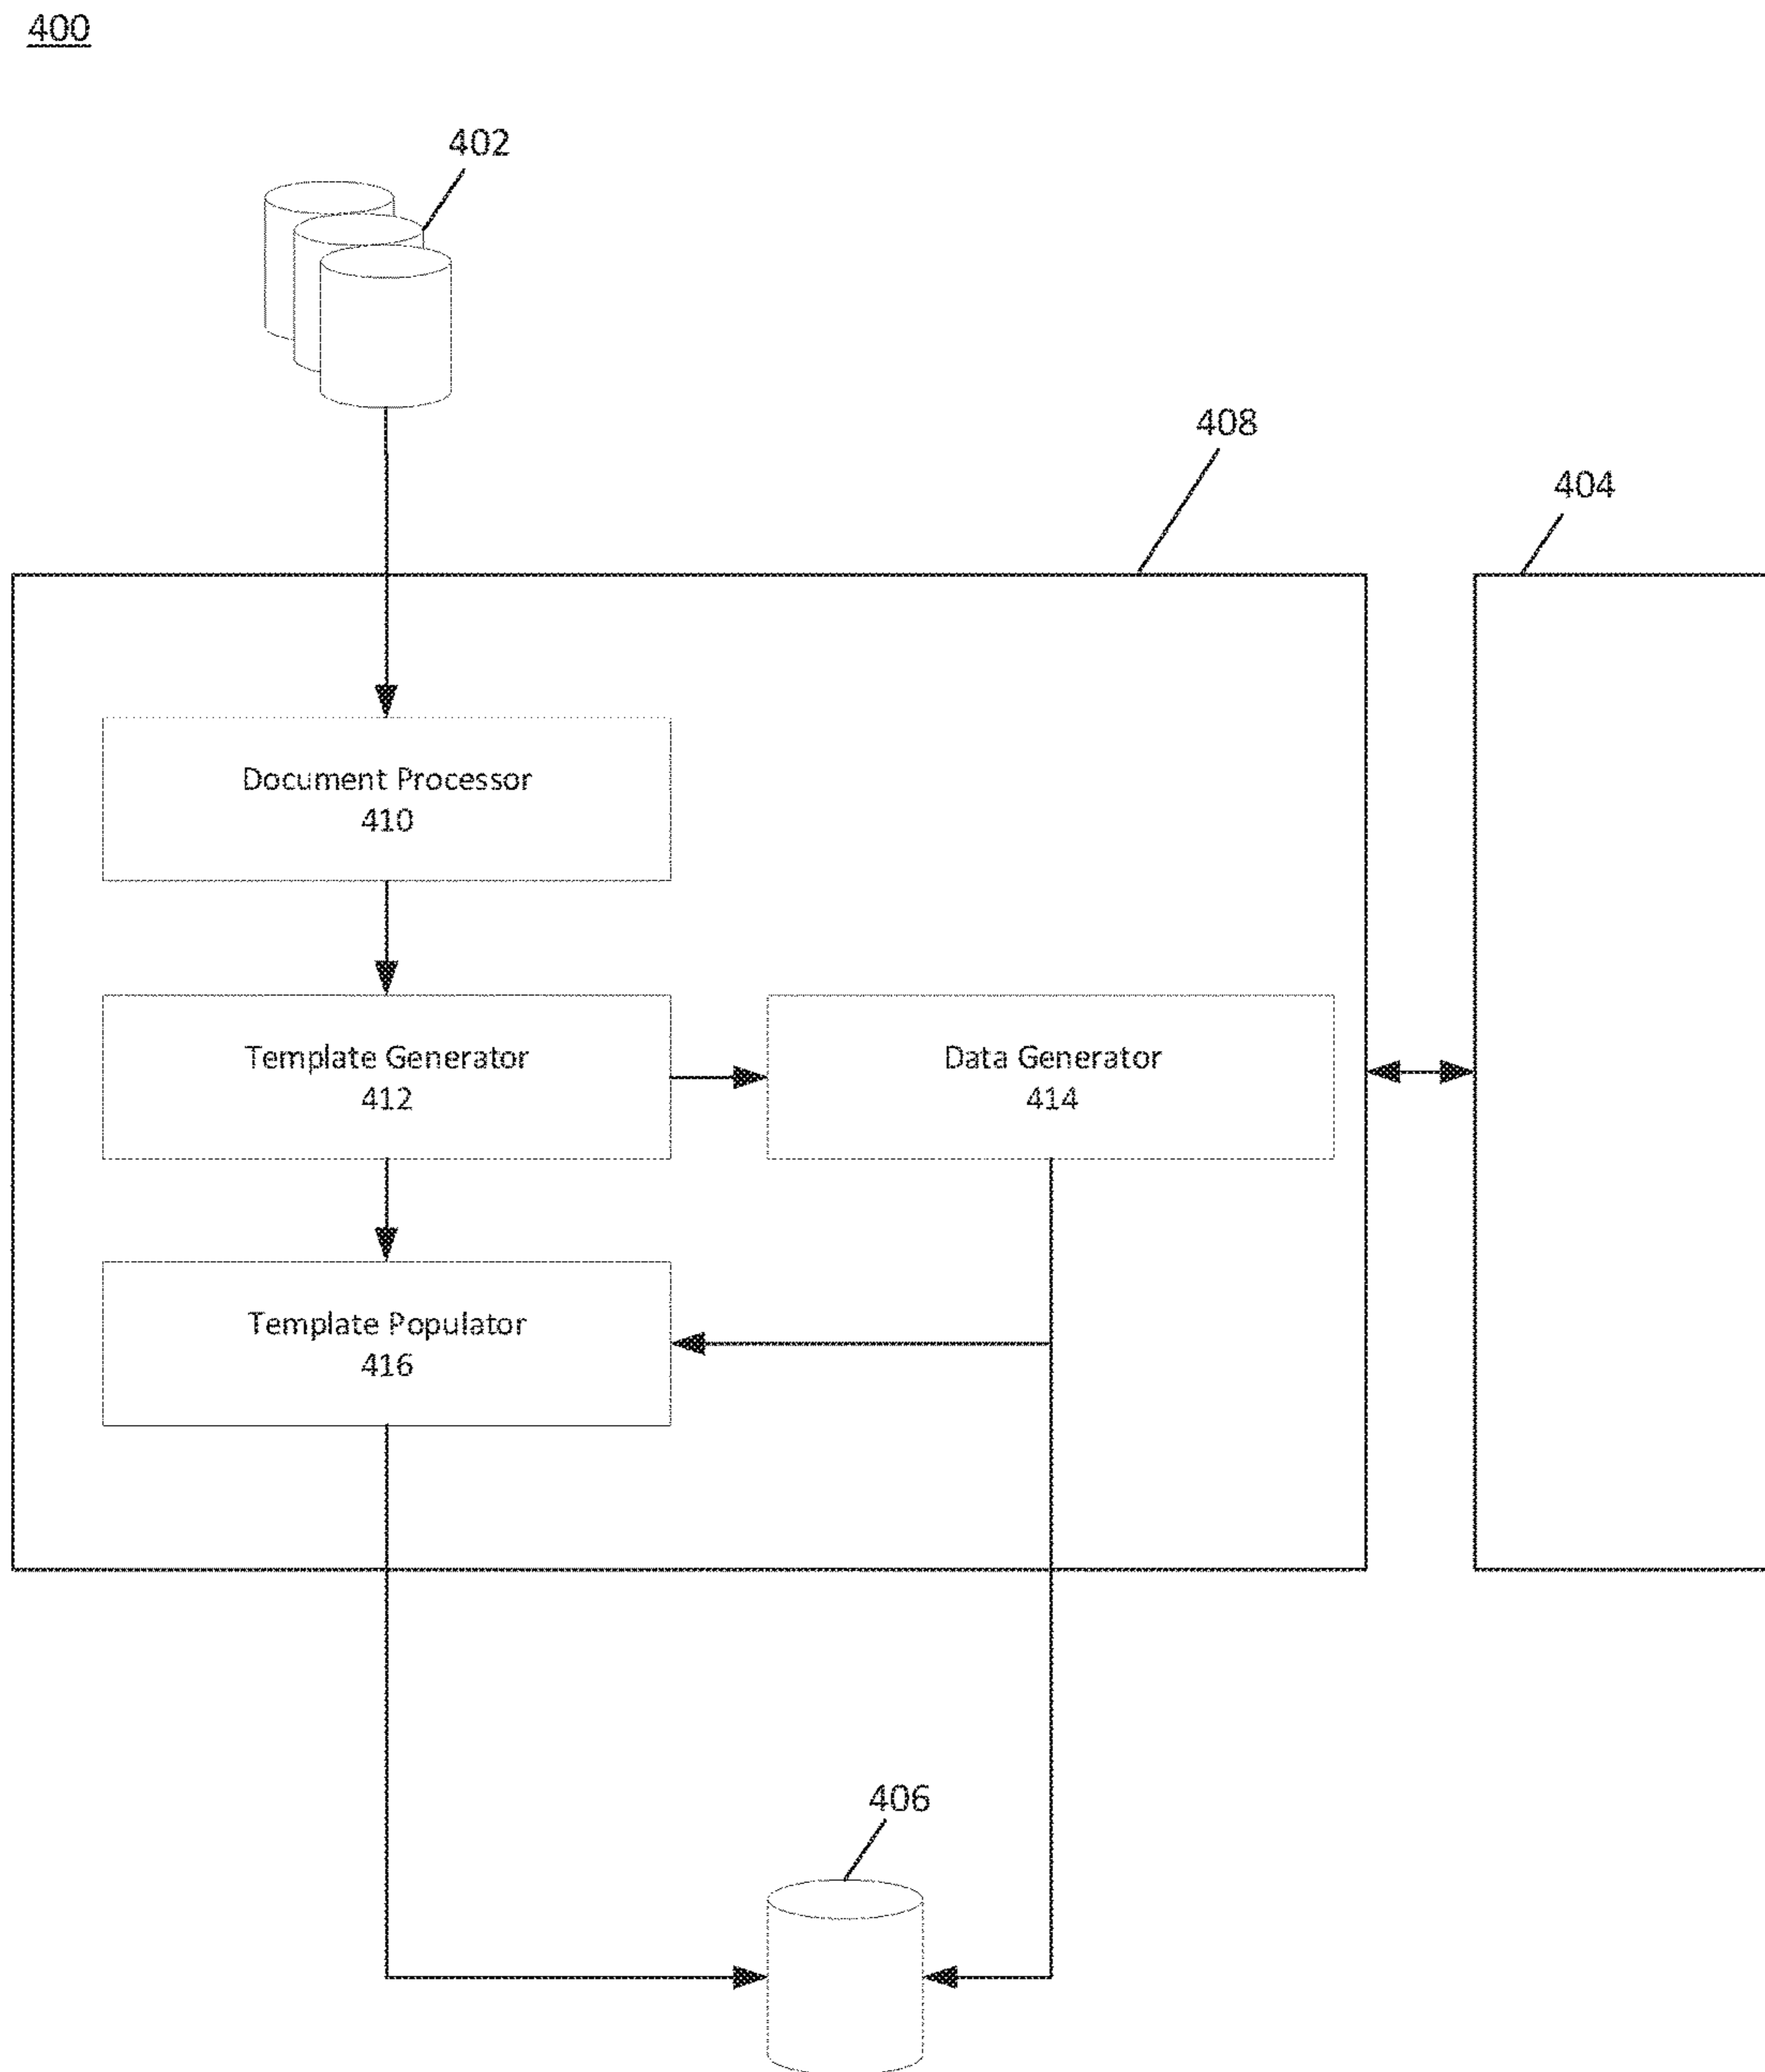 400
402
408
404
Document Processor
410
Template Generator
412
Data Generator
414
Template Populator
416
406